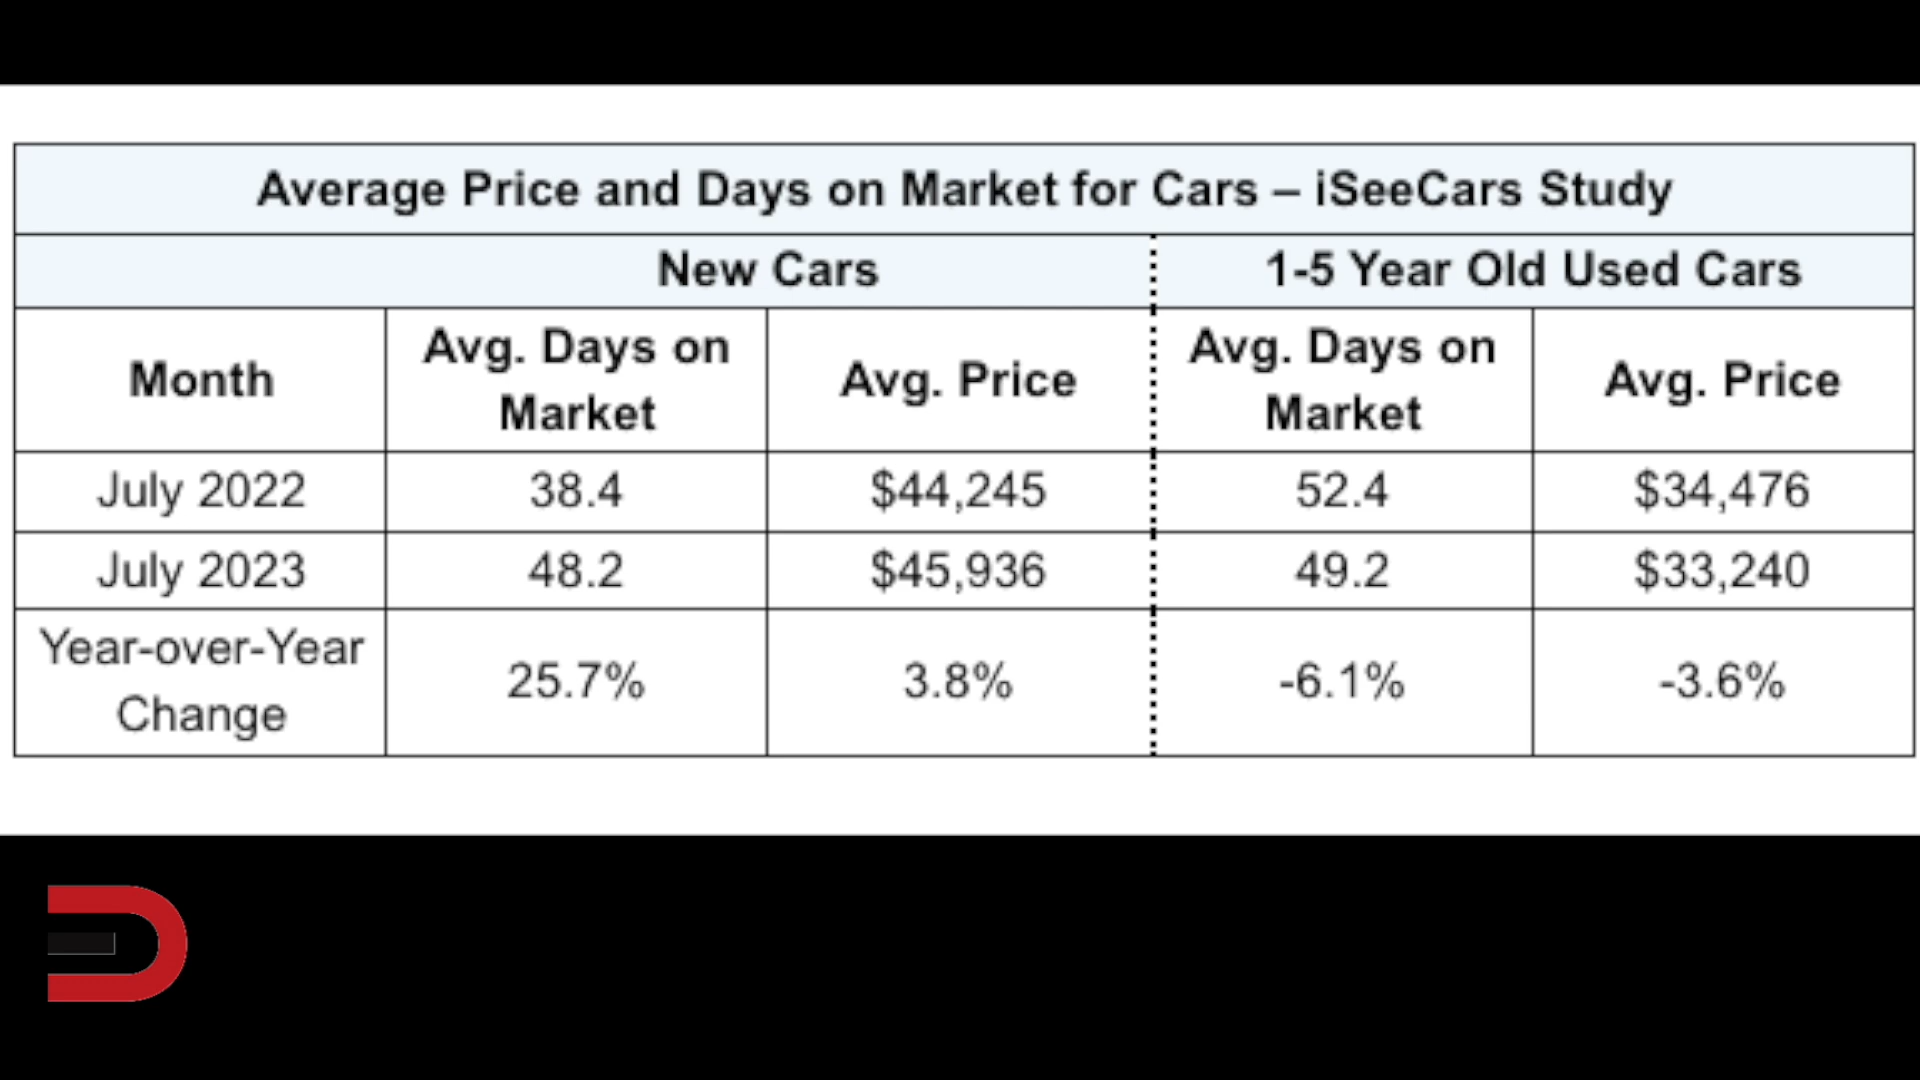 Average Price and Days on Market for Cars – iSeeCars Study
New Cars
1-5 Year Old Used Cars
Month
Avg. Days on
Market
Avg. Price
Avg. Days on
Market
Avg. Price
July 2022
38.4
$44,245
52.4
$34,476
July 2023
48.2
$45,936
49.2
$33,240
Year-over-Year
Change
25.7%
3.8%
-6.1%
-3.6%